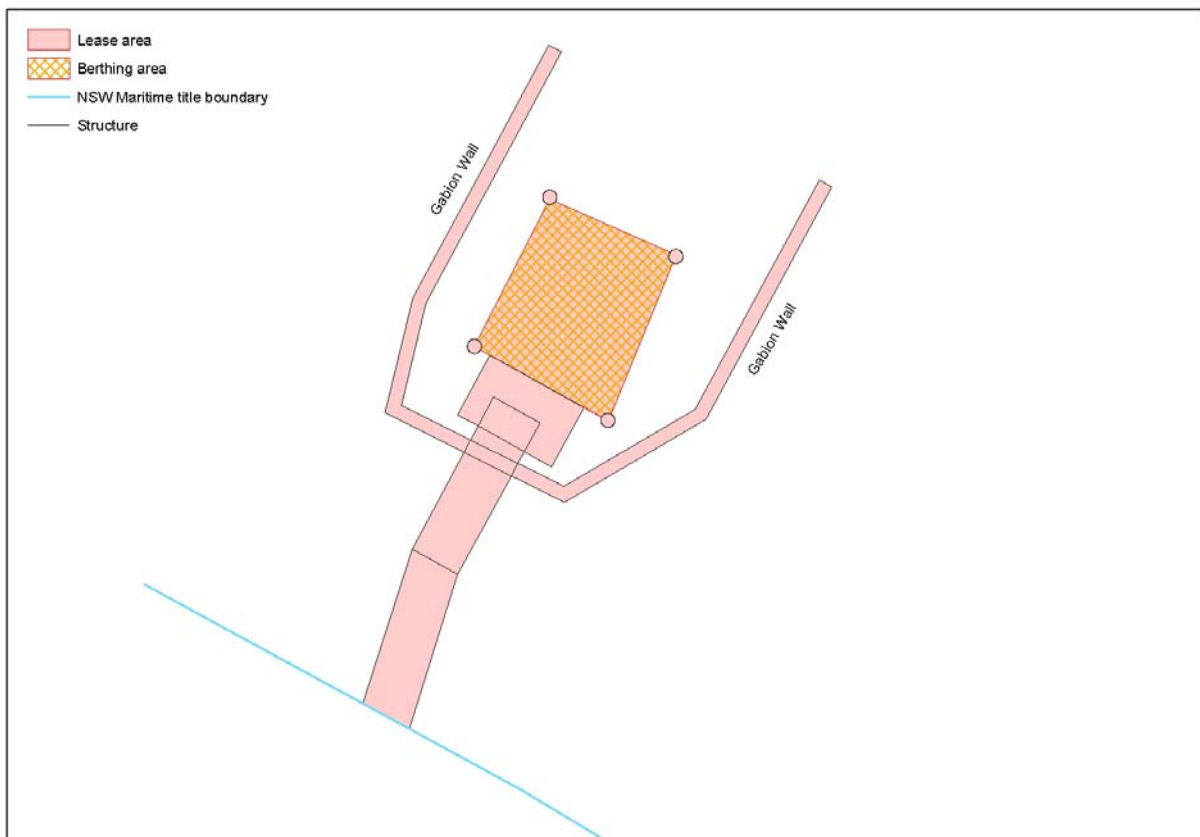 Lease area
Berthing area
NSW Maritime title boundary
Structure
Gabion Wall
Gabion Wall